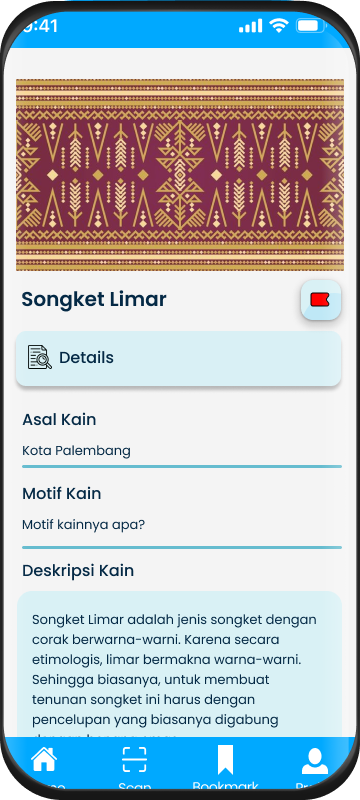 9:41
Songket Limar
Details
Asal Kain
Kota Palembang
Motif Kain
Motif kainnya apa?
Deskripsi Kain
Songket Limar adalah jenis songket dengan
corak berwarna-warni. Karena secara
etimologis, limar bermakna warna-warni.
Sehingga biasanya, untuk membuat
tenunan songket ini harus dengan
pencelupan yang biasanya digabung
Scan
Bookmark